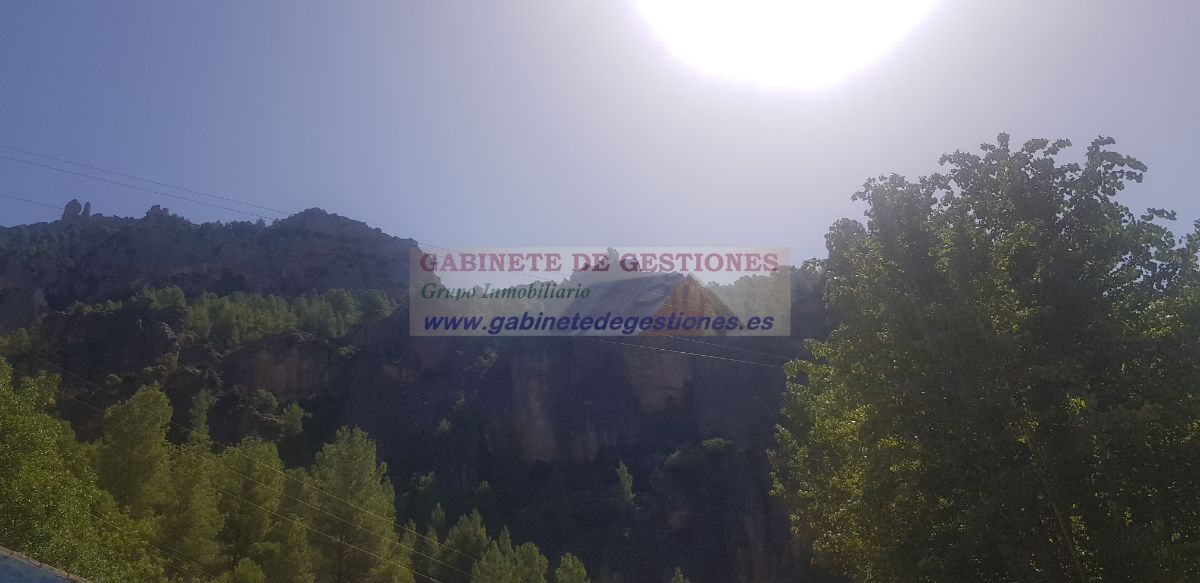 GABINETE DE GESTIONES
Grupo Inmobiliario
www.gabinetedegestiones.es